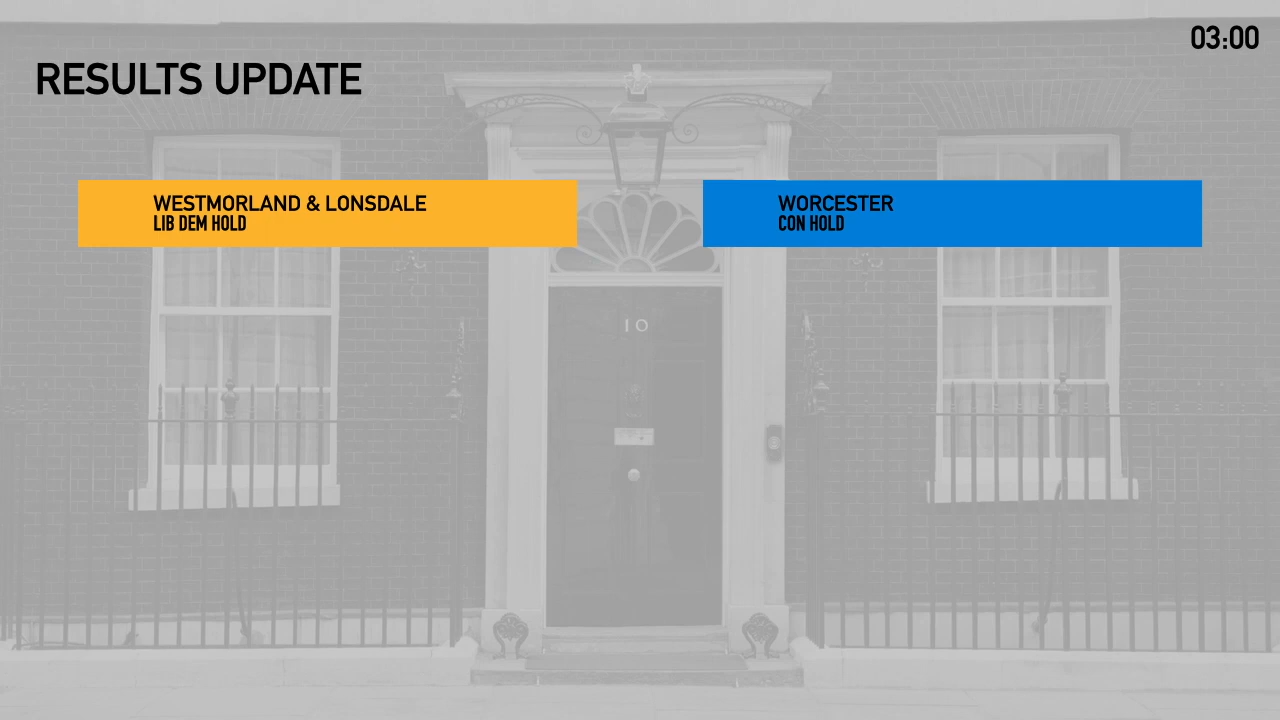 03:00
RESULTS UPDATE
WESTMORLAND & LONSDALE
LIB DEM HOLD
WORCESTER
CON HOLD
10